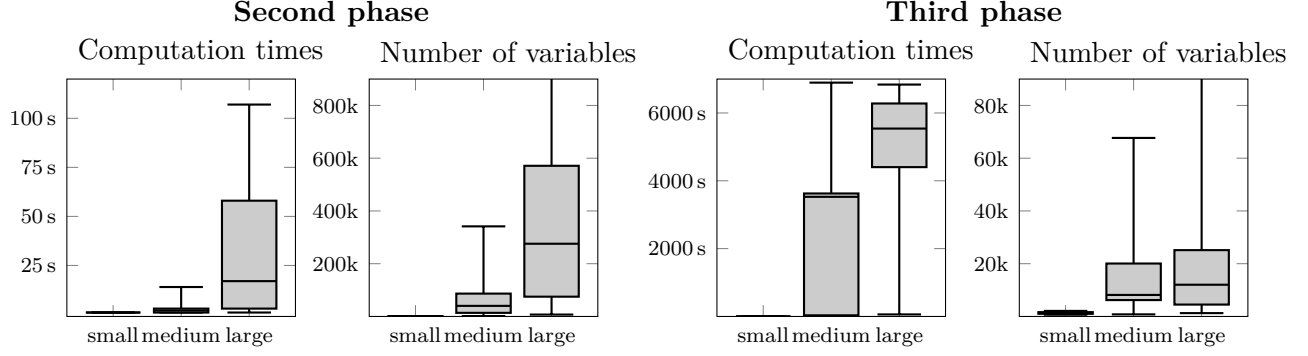 Second phase
Third phase
Computation times
Number of variables
Computation times
Number of variables
100 s
75 s
50 s
25 s
small medium large
800k
600k
400k
200k
small medium large
6000 s
4000 s
2000 s
small medium large
80k
60k
40k
20k
small medium large